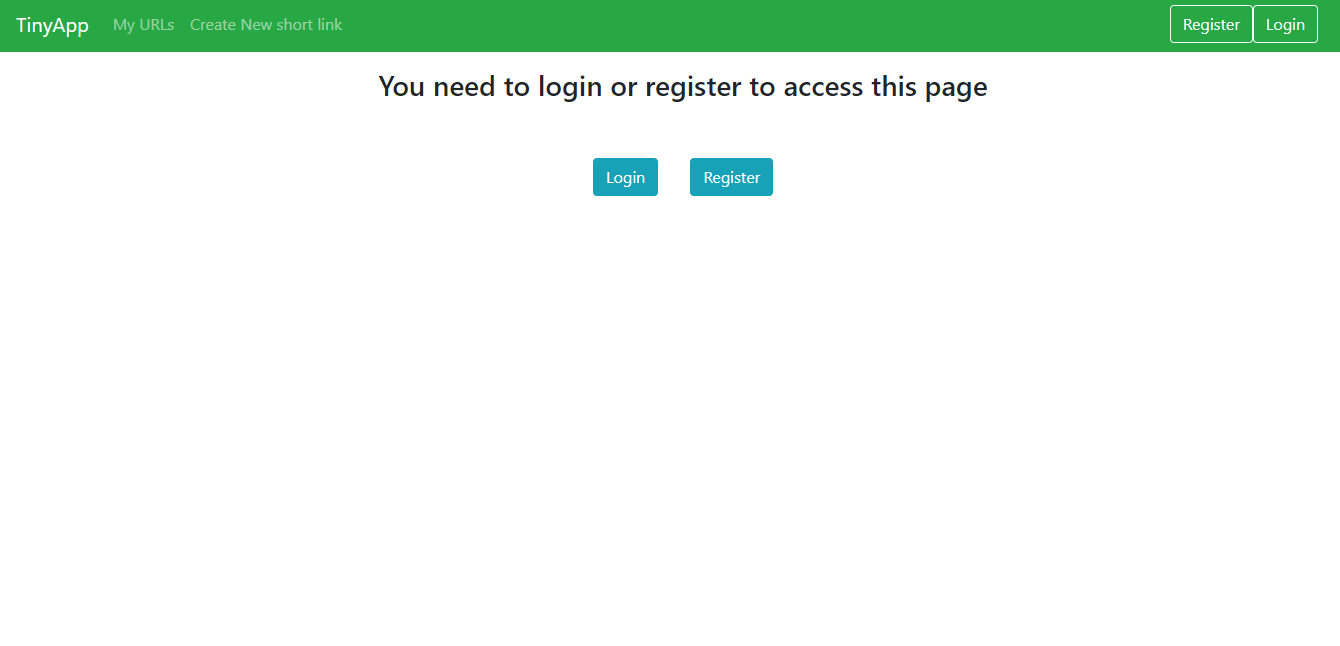 TinyApp My URLs Create New short link Register Login
You need to login or register to access this page
Login Register